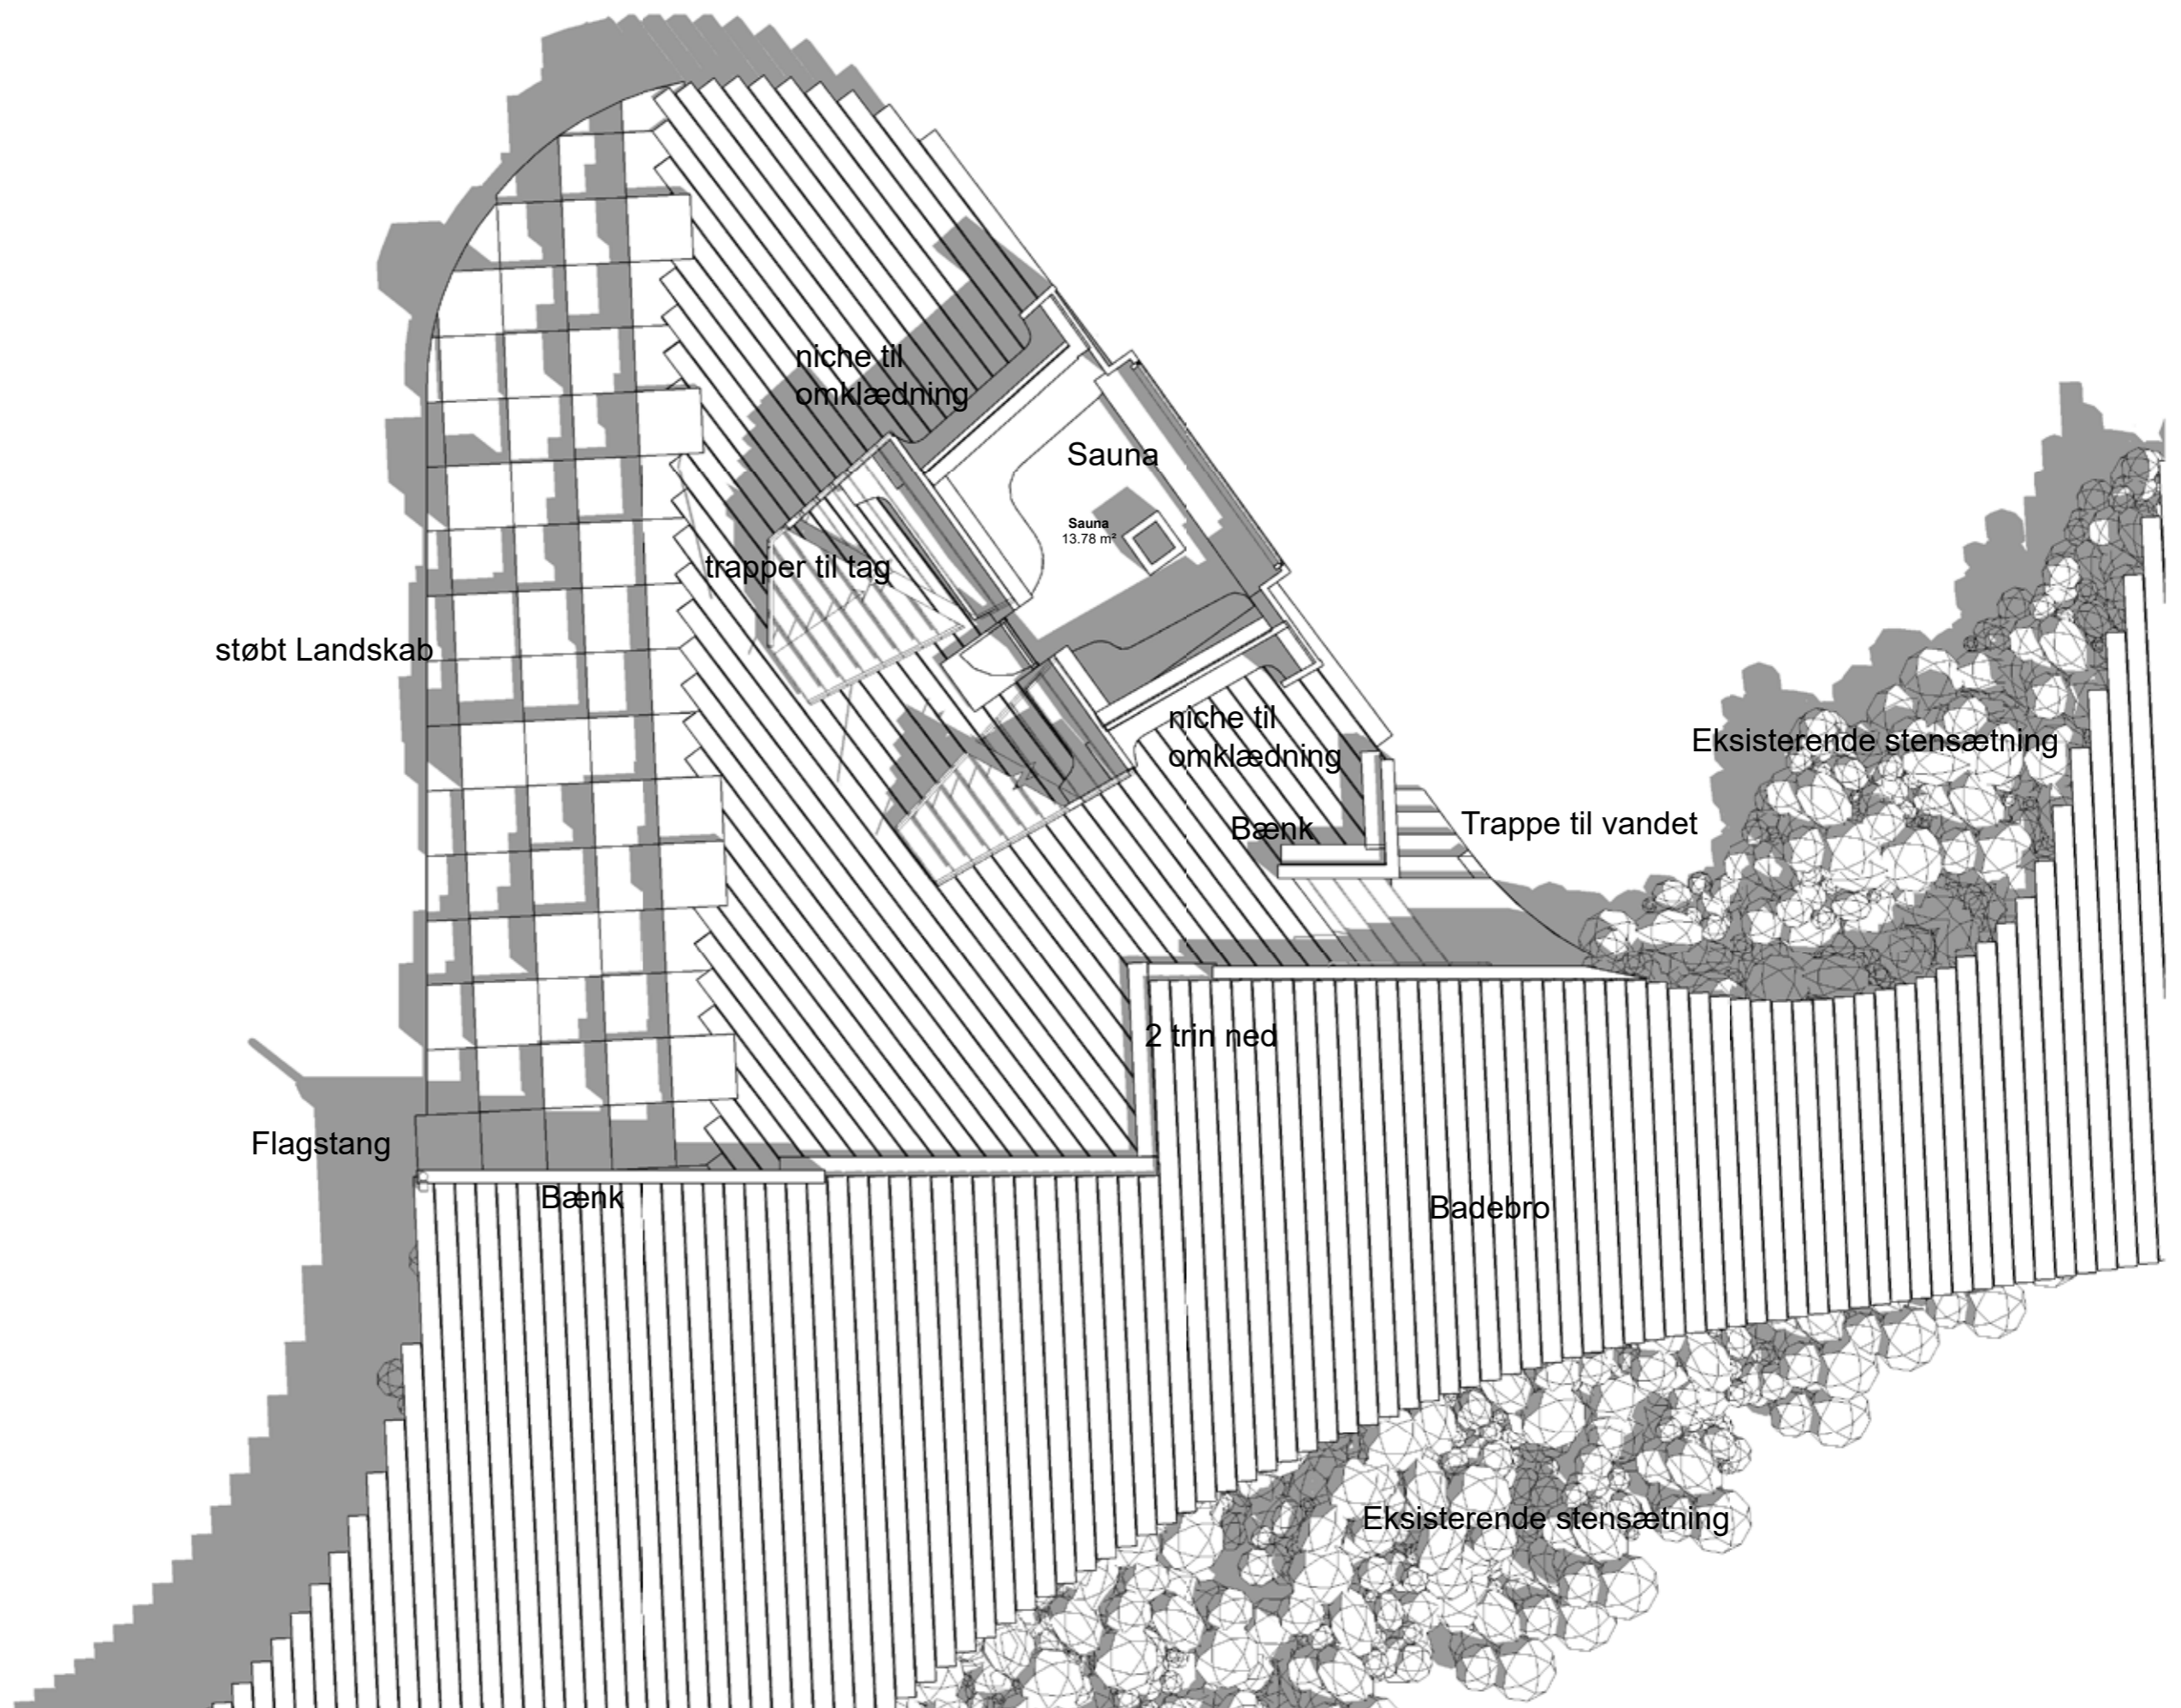 niche til
omklædning
Sauna
Sauna
13.78 m²
trapper til tag
støbt Landskab
niche til
omklædning
Eksisterende stensætning
Bænk
Trappe til vandet
2 trin ned
Flagstang
Bænk
Badebro
Eksisterende stensætning